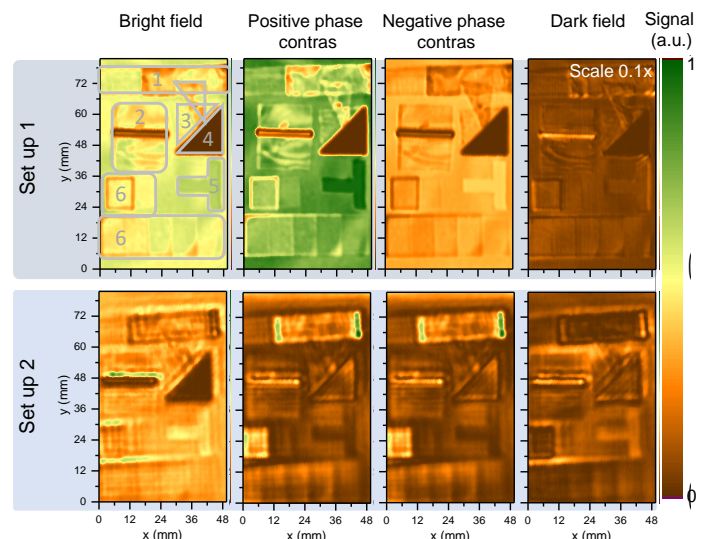 Bright field
Positive phase
contras
Negative phase
contras
Dark field
Signal
(a.u.)
Set up 1
y (mm)
72
60
48
36
24
12
0
1
2
3
4
5
6
6
Scale 0.1x
1
0
Set up 2
y (mm)
72
60
48
36
24
12
0
0 12 24 36 48
0 12 24 36 48
0 12 24 36 48
0 12 24 36 48
x (mm)
x (mm)
x (mm)
x (mm)